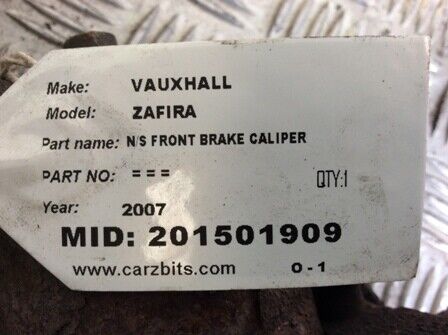 Make: VAUXHALL
Model: ZAFIRA
Part name: N/S FRONT BRAKE CALIPER
PART NO: = = = QTY:1
Year: 2007
MID: 201501909
www.carzbits.com 0 - 1